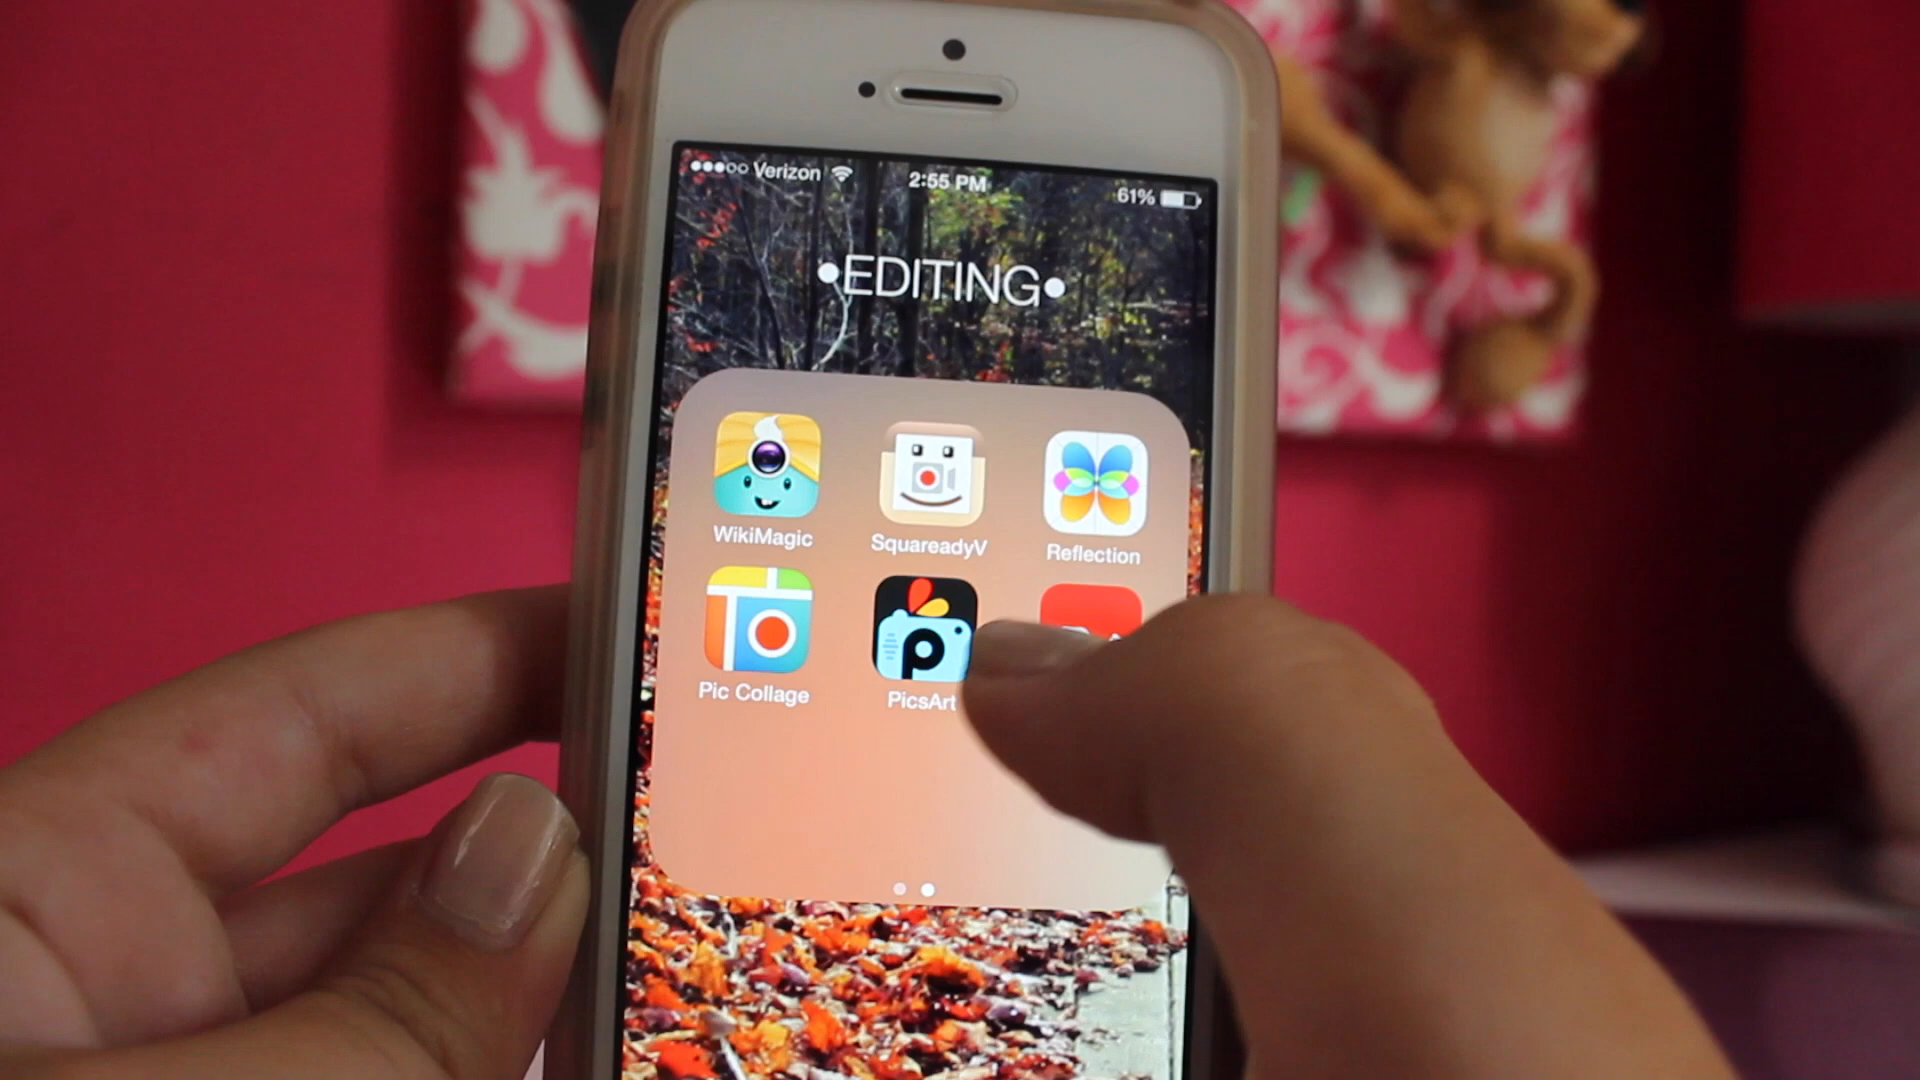 ●●●○○ Verizon 2:55 PM 61%
•EDITING•
WikiMagic SquareadyV Reflection
Pic Collage PicsArt